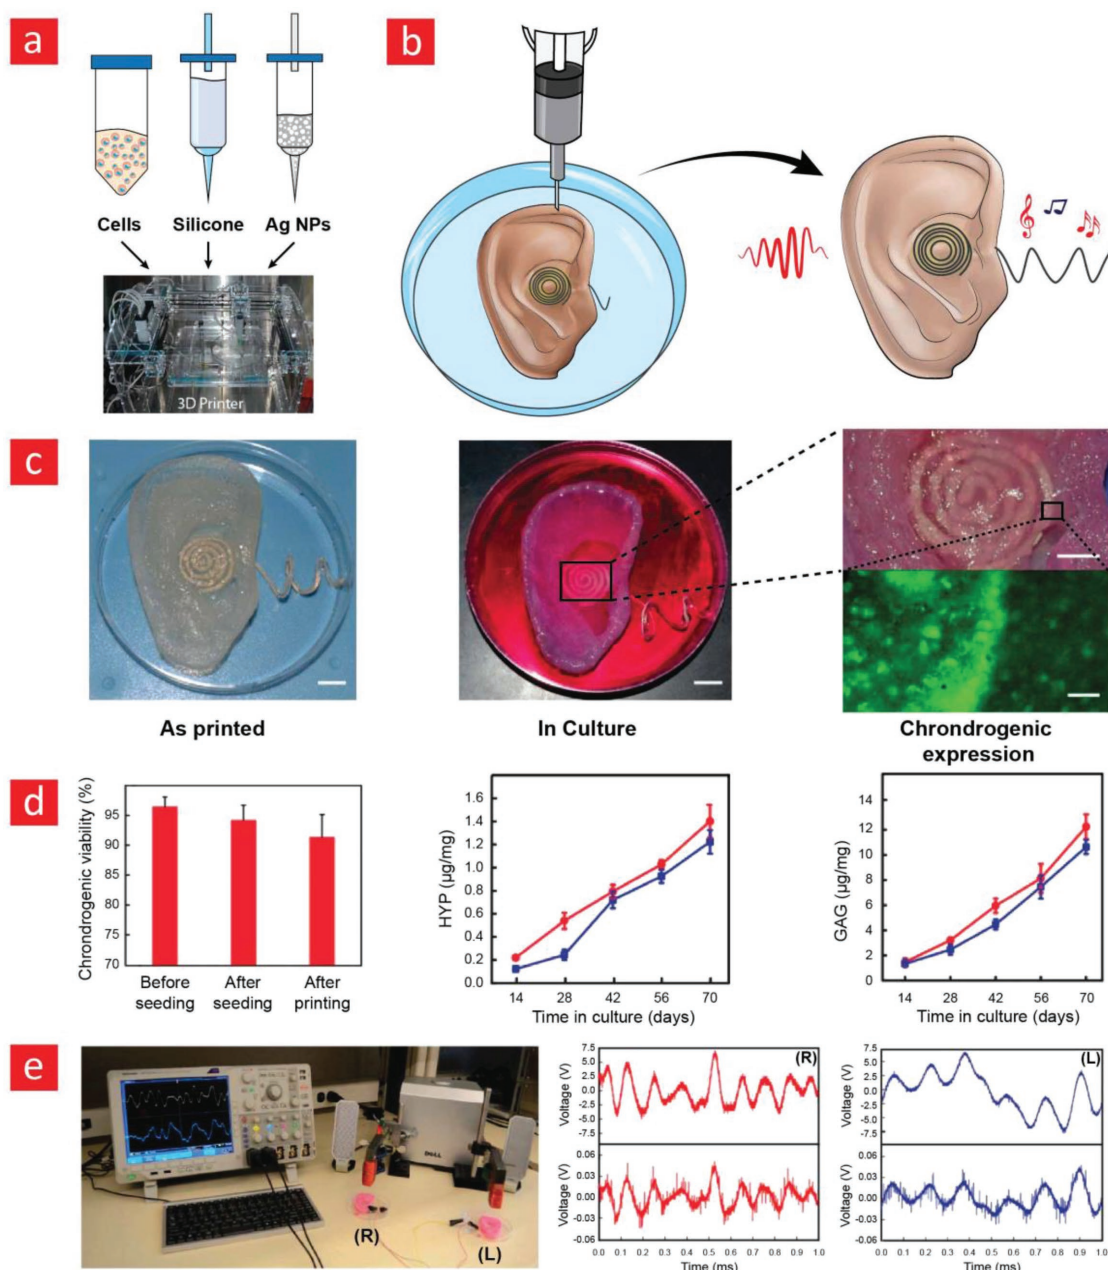 a
Cells
Silicone
Ag NPs
3D Printer
b
c
As printed
In Culture
Chrondrogenic
expression
d
Chrondrogenic viability (%)
95
90
85
80
70
Before
seeding
After
seeding
After
printing
HYP (µg/mg)
1.6
1.4
1.2
1.0
0.8
0.6
0.4
0.2
0.0
14 28 42 56 70
Time in culture (days)
GAG (µg/mg)
14
12
10
8
6
4
2
0
14 28 42 56 70
Time in culture (days)
e
DELL
(R)
(L)
(R)
Voltage (V)
7.5
5.0
2.5
0.0
-2.5
-5.0
-7.5
Voltage (V)
0.06
0.03
0.00
-0.03
-0.06
0.0 0.1 0.2 0.3 0.4 0.5 0.6 0.7 0.8 0.9 1.0
Time (ms)
(L)
Voltage (V)
7.5
5.0
2.5
0.0
-2.5
-5.0
-7.5
Voltage (V)
0.06
0.03
0.00
-0.03
-0.06
0.0 0.1 0.2 0.3 0.4 0.5 0.6 0.7 0.8 0.9 1.0
Time (ms)